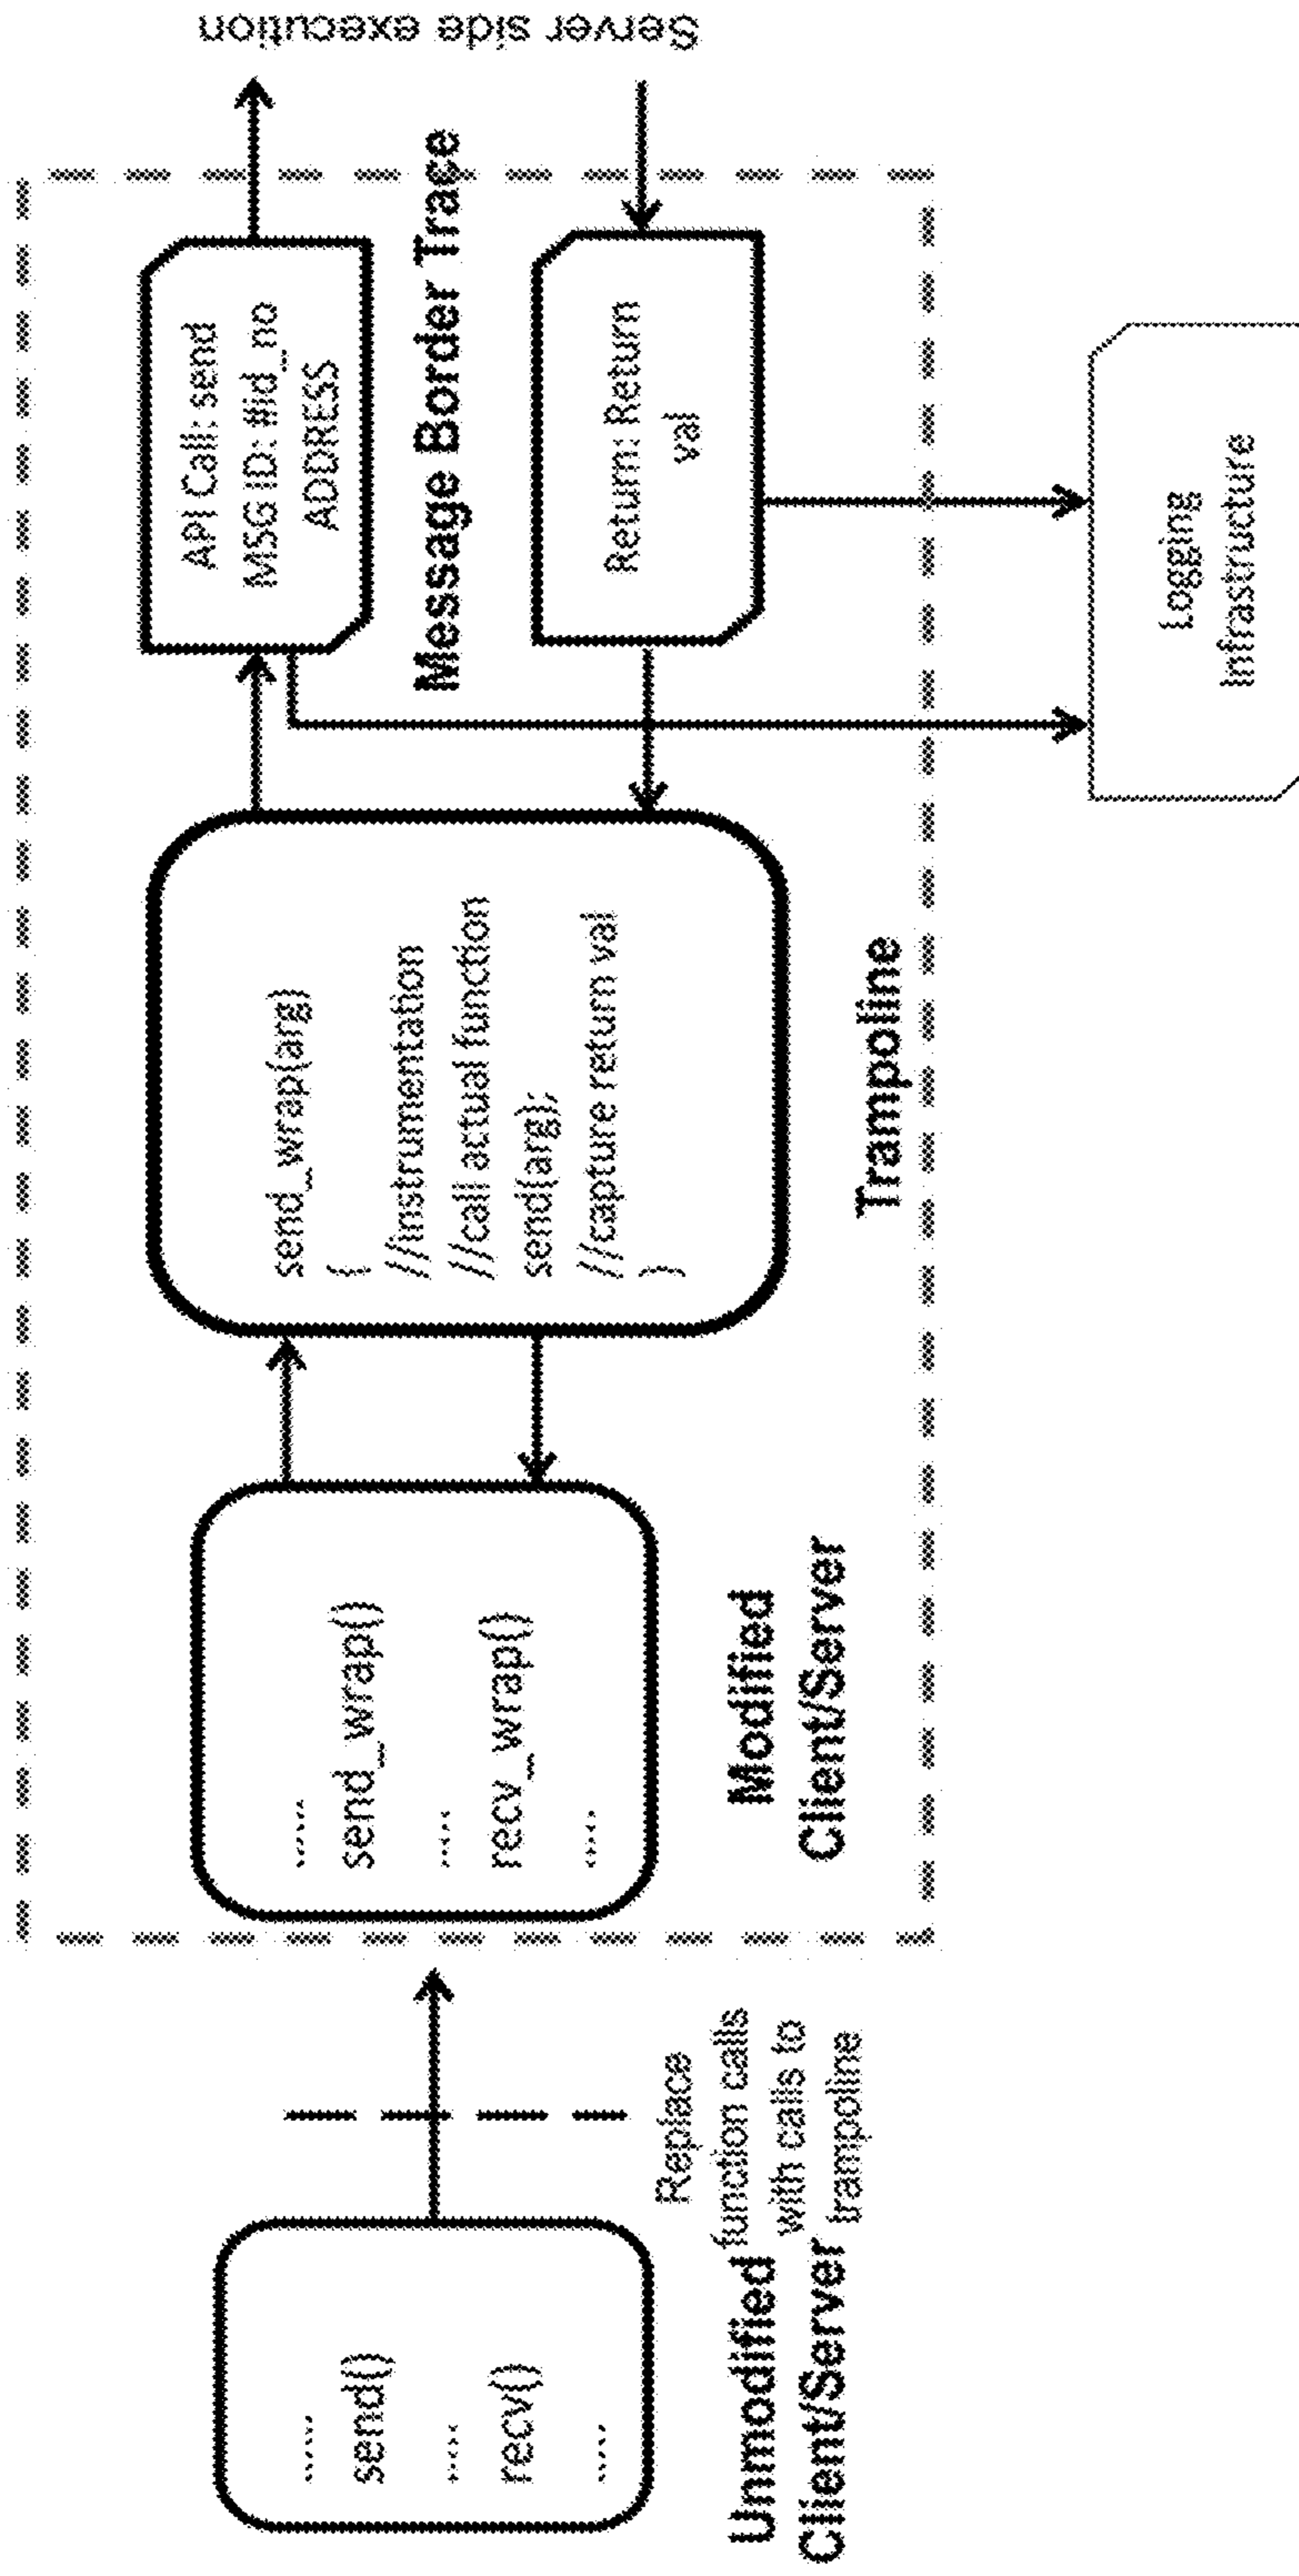 .....
send()
.....
recv()
.....
Unmodified
Client/Server
Replace
function calls
with calls to
trampoline
.....
send_wrap()
.....
recv_wrap()
.....
Modified
Client/Server
send_wrap(arg)
{
//instrumentation
//call actual function
send(arg);
//capture return val
}
Trampoline
API Call: send
MSG ID: #id_no
ADDRESS
Message Border Trace
Return: Return
val
Logging
Infrastructure
Server side execution